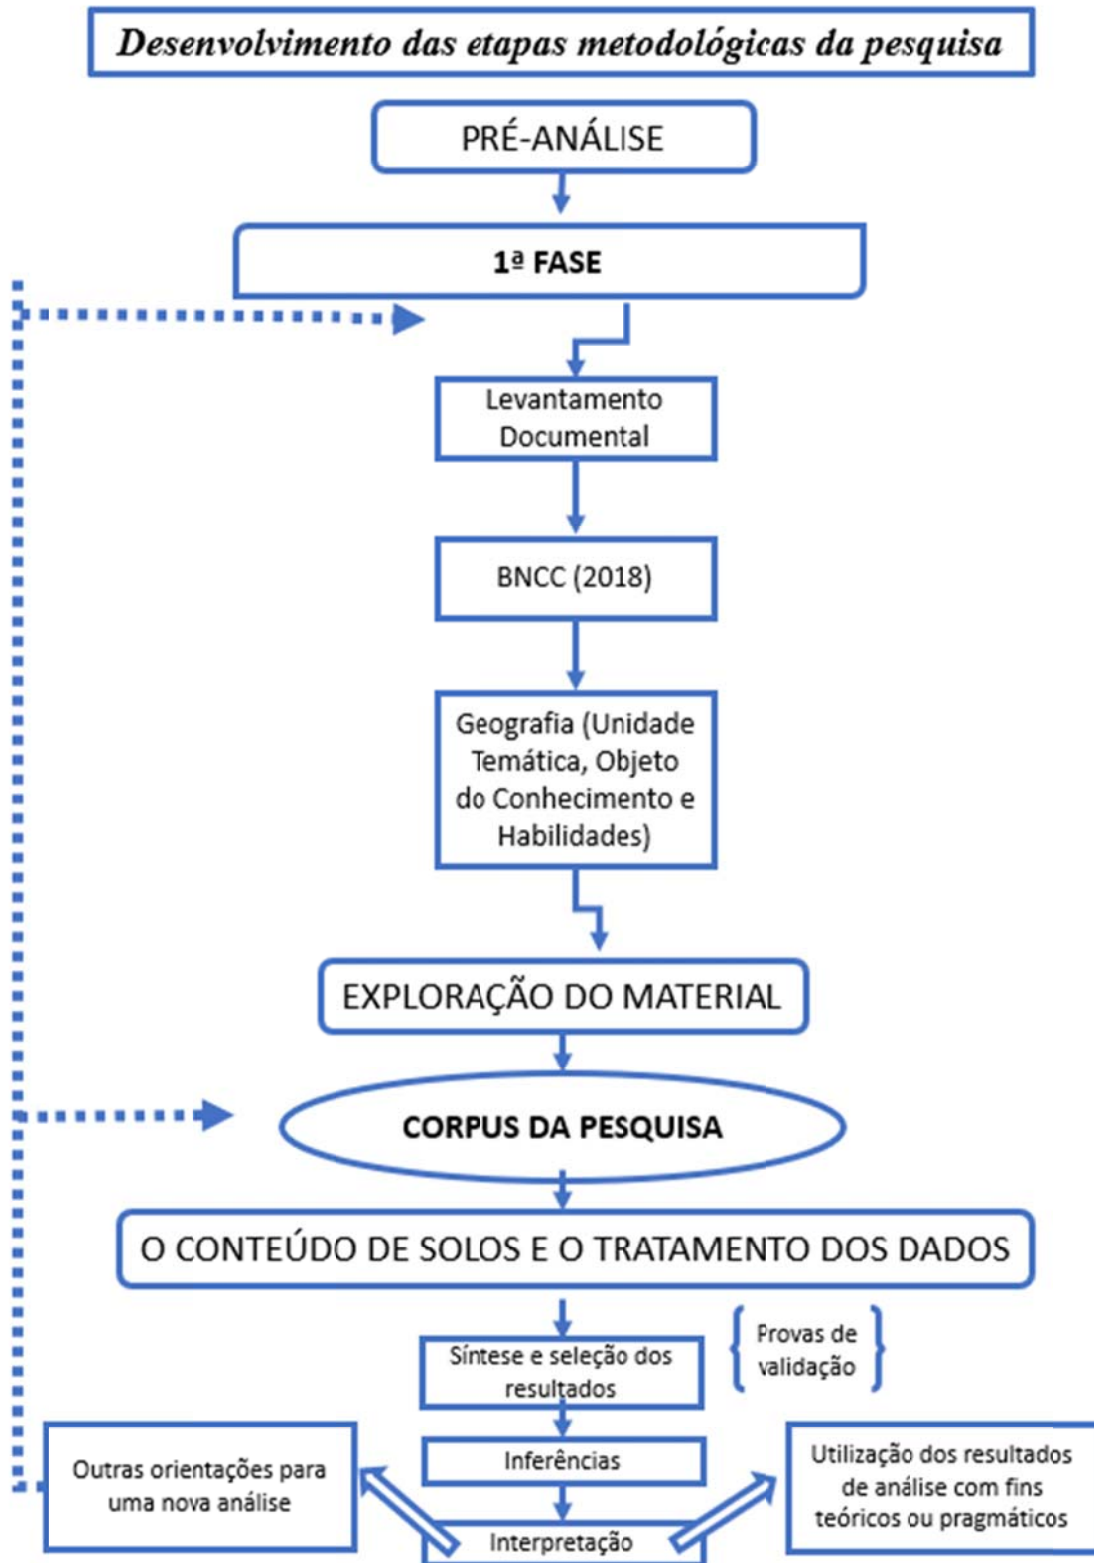 Desenvolvimento das etapas metodológicas da pesquisa
PRÉ-ANÁLISE
1ª FASE
Levantamento
Documental
BNCC (2018)
Geografia (Unidade
Temática, Objeto
do Conhecimento e
Habilidades)
EXPLORAÇÃO DO MATERIAL
CORPUS DA PESQUISA
O CONTEÚDO DE SOLOS E O TRATAMENTO DOS DADOS
Síntese e seleção dos
resultados
Provas de
validação
Inferências
Interpretação
Outras orientações para
uma nova análise
Utilização dos resultados
de análise com fins
teóricos ou pragmáticos